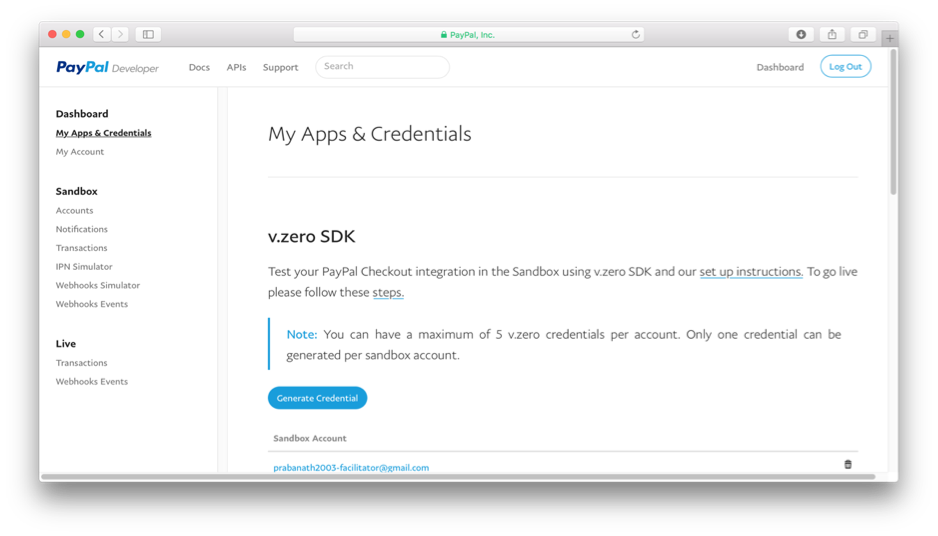 PayPal, Inc.
PayPal Developer
Docs APIs Support Search
Dashboard Log Out
Dashboard
My Apps & Credentials
My Account
Sandbox
Accounts
Notifications
Transactions
IPN Simulator
Webhooks Simulator
Webhooks Events
Live
Transactions
Webhooks Events
My Apps & Credentials
v.zero SDK
Test your PayPal Checkout integration in the Sandbox using v.zero SDK and our set up instructions. To go live
please follow these steps.
Note: You can have a maximum of 5 v.zero credentials per account. Only one credential can be
generated per sandbox account.
Generate Credential
Sandbox Account
prabanath2003-facilitator@gmail.com